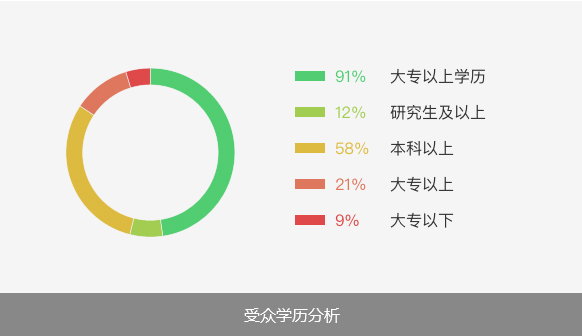 91% 大专以上学历
12% 研究生及以上
58% 本科以上
21% 大专以上
9% 大专以下
受众学历分析